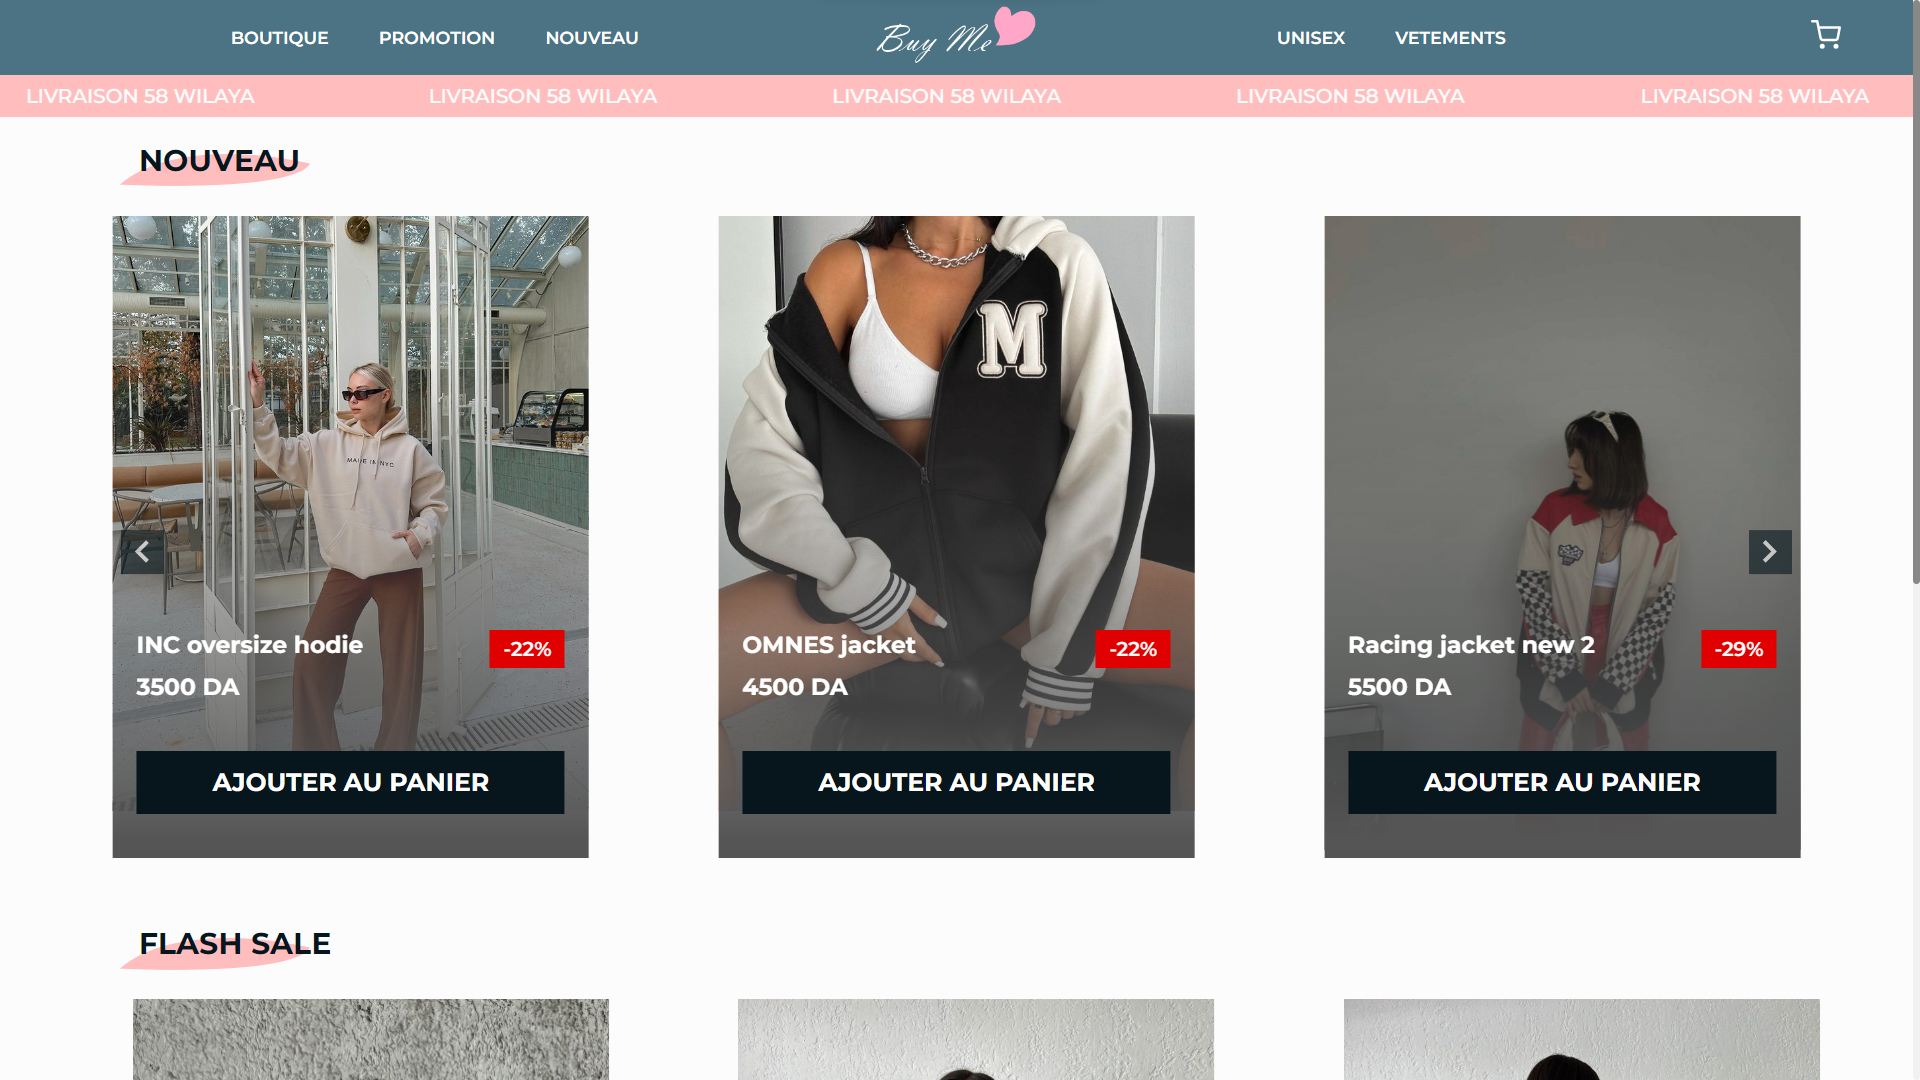 BOUTIQUE PROMOTION NOUVEAU Buy Me UNISEX VETEMENTS
LIVRAISON 58 WILAYA LIVRAISON 58 WILAYA LIVRAISON 58 WILAYA LIVRAISON 58 WILAYA LIVRAISON 58 WILAYA
NOUVEAU
MADE IN NYC
M
INC oversize hodie -22%
3500 DA
AJOUTER AU PANIER
OMNES jacket -22%
4500 DA
AJOUTER AU PANIER
Racing jacket new 2 -29%
5500 DA
AJOUTER AU PANIER
FLASH SALE